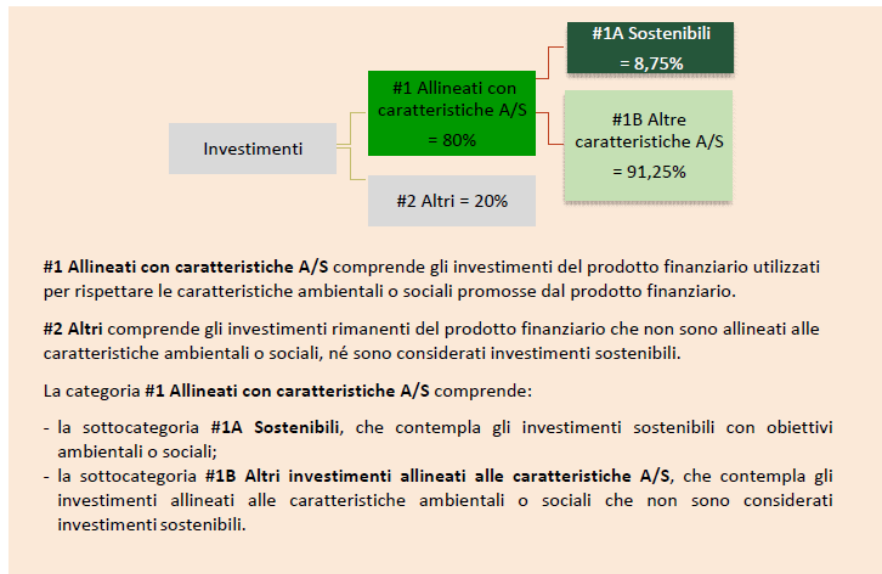 #1A Sostenibili
= 8,75%
#1 Allineati con
caratteristiche A/S
= 80%
#1B Altre
caratteristiche A/S
= 91,25%
Investimenti
#2 Altri = 20%
#1 Allineati con caratteristiche A/S comprende gli investimenti del prodotto finanziario utilizzati
per rispettare le caratteristiche ambientali o sociali promosse dal prodotto finanziario.
#2 Altri comprende gli investimenti rimanenti del prodotto finanziario che non sono allineati alle
caratteristiche ambientali o sociali, né sono considerati investimenti sostenibili.
La categoria #1 Allineati con caratteristiche A/S comprende:
- la sottocategoria #1A Sostenibili, che contempla gli investimenti sostenibili con obiettivi
ambientali o sociali;
- la sottocategoria #1B Altri investimenti allineati alle caratteristiche A/S, che contempla gli
investimenti allineati alle caratteristiche ambientali o sociali che non sono considerati
investimenti sostenibili.